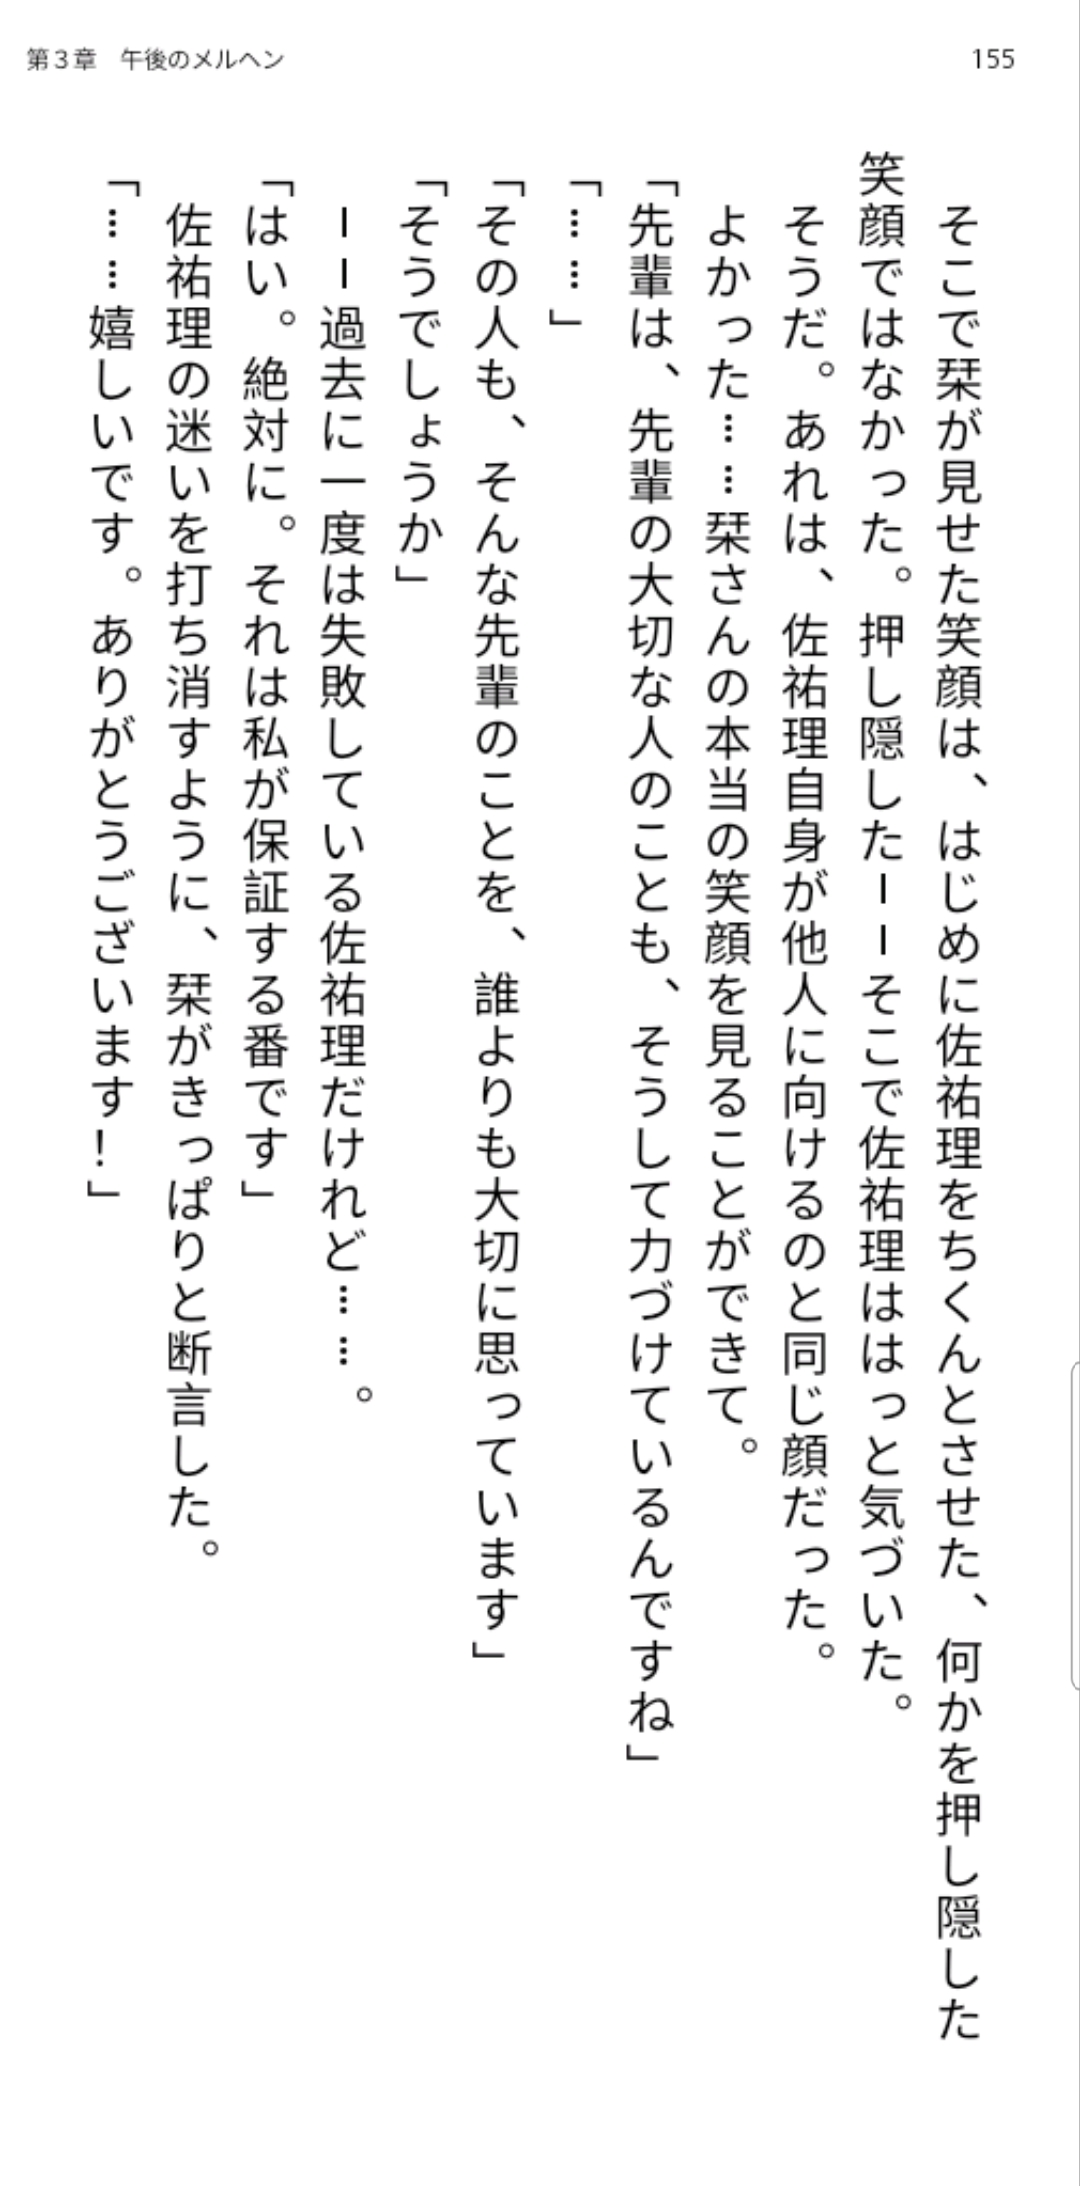 第３章　午後のメルヘン
155
　そこで栞が見せた笑顔は、はじめに佐祐理をちくんとさせた、何かを押し隠した
笑顔ではなかった。押し隠したーーそこで佐祐理ははっと気づいた。
　そうだ。あれは、佐祐理自身が他人に向けるのと同じ顔だった。
　よかった……栞さんの本当の笑顔を見ることができて。
「先輩は、先輩の大切な人のことも、そうして力づけているんですね」
「……」
「その人も、そんな先輩のことを、誰よりも大切に思っています」
「そうでしょうか」
　ーー過去に一度は失敗している佐祐理だけれど……。
「はい。絶対に。それは私が保証する番です」
　佐祐理の迷いを打ち消すように、栞がきっぱりと断言した。
「……嬉しいです。ありがとうございます！」